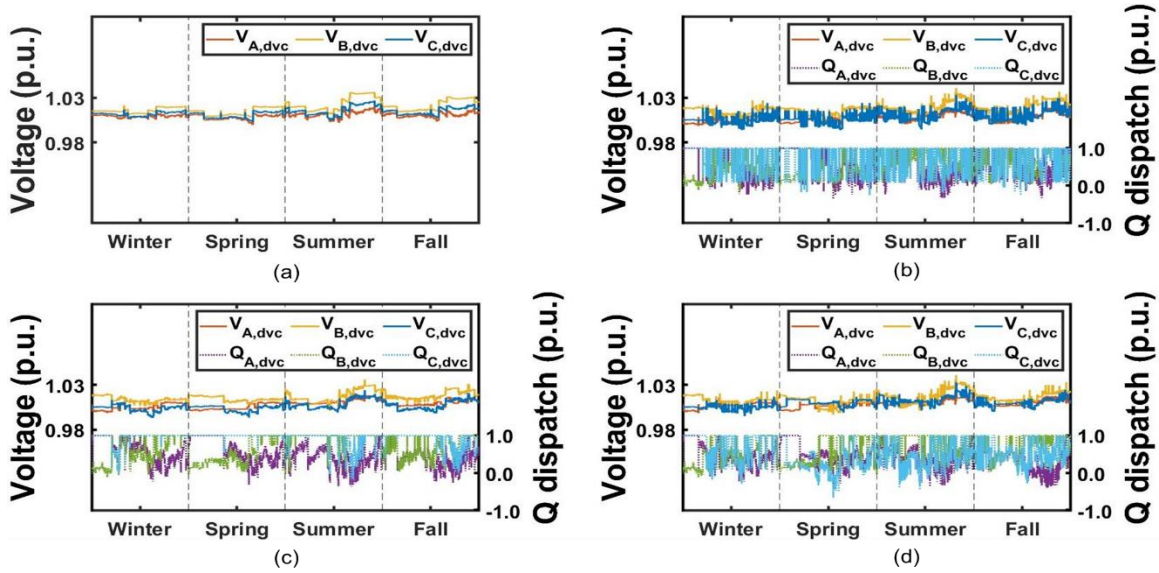 V_A,dvc V_B,dvc V_C,dvc
Voltage (p.u.)
1.03
0.98
Winter Spring Summer Fall
(a)
V_A,dvc V_B,dvc V_C,dvc
Q_A,dvc Q_B,dvc Q_C,dvc
Voltage (p.u.)
1.03
0.98
1.0
0.0
-1.0
Q dispatch (p.u.)
Winter Spring Summer Fall
(b)
V_A,dvc V_B,dvc V_C,dvc
Q_A,dvc Q_B,dvc Q_C,dvc
Voltage (p.u.)
1.03
0.98
1.0
0.0
-1.0
Q dispatch (p.u.)
Winter Spring Summer Fall
(c)
V_A,dvc V_B,dvc V_C,dvc
Q_A,dvc Q_B,dvc Q_C,dvc
Voltage (p.u.)
1.03
0.98
1.0
0.0
-1.0
Q dispatch (p.u.)
Winter Spring Summer Fall
(d)